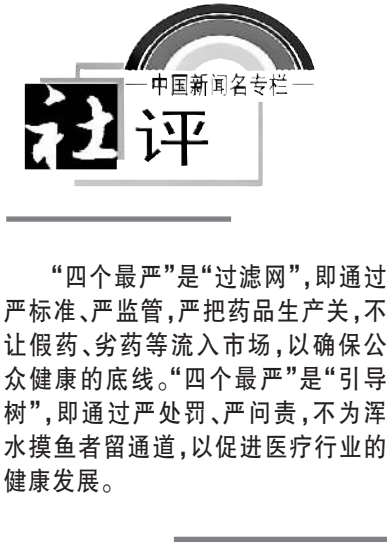 中国新闻名专栏
社评
“四个最严”是“过滤网”,即通过
严标准、严监管,严把药品生产关,不
让假药、劣药等流入市场,以确保公
众健康的底线。“四个最严”是“引导
树”,即通过严处罚、严问责,不为浑
水摸鱼者留通道,以促进医疗行业的
健康发展。